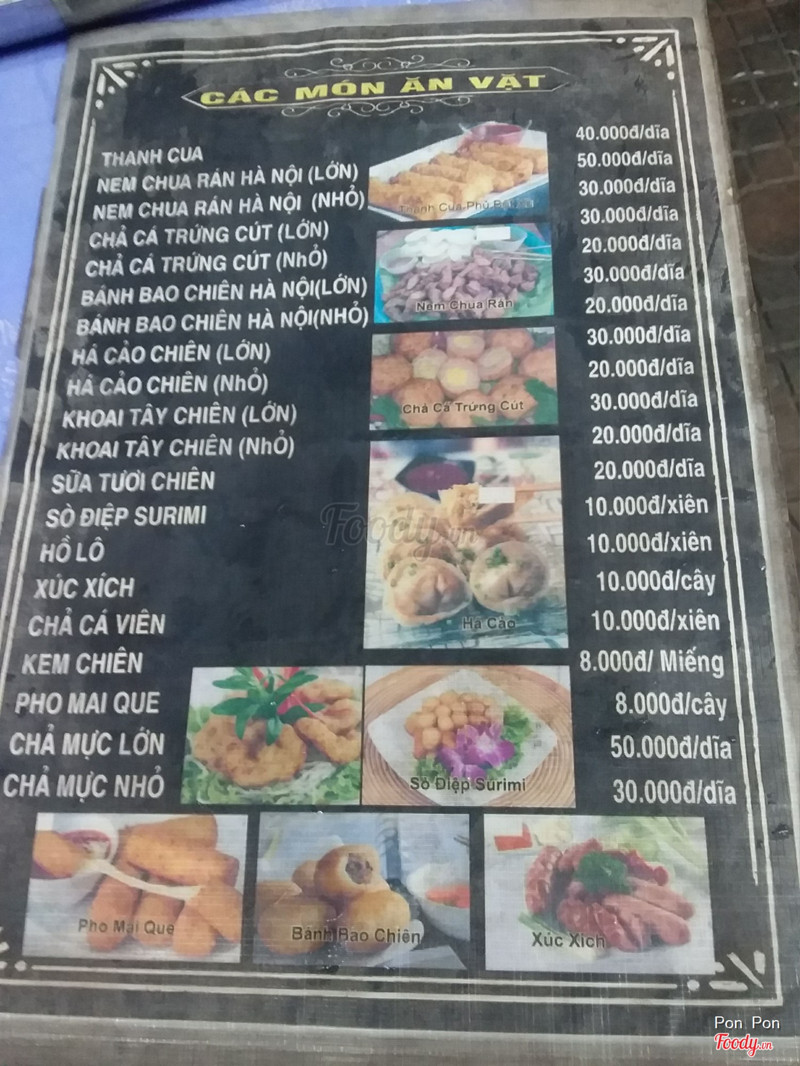 CÁC MÓN ĂN VẶT
THANH CUA 40.000đ/dĩa
NEM CHUA RÁN HÀ NỘI (LỚN) 50.000đ/dĩa
NEM CHUA RÁN HÀ NỘI (NHỎ) 30.000đ/dĩa
CHẢ CÁ TRỨNG CÚT (LỚN) 30.000đ/dĩa
CHẢ CÁ TRỨNG CÚT (NhỎ) 20.000đ/dĩa
BÁNH BAO CHIÊN HÀ NỘI(LỚN) 30.000đ/dĩa
BÁNH BAO CHIÊN HÀ NỘI(NHỎ) 20.000đ/dĩa
HÁ CẢO CHIÊN (LỚN) 30.000đ/dĩa
HÁ CẢO CHIÊN (NhỎ) 20.000đ/dĩa
KHOAI TÂY CHIÊN (LỚN) 30.000đ/dĩa
KHOAI TÂY CHIÊN (NhỎ) 20.000đ/dĩa
SỮA TƯƠI CHIÊN 20.000đ/dĩa
SÒ ĐIỆP SURIMI 10.000đ/xiên
HỒ LÔ 10.000đ/xiên
XÚC XÍCH 10.000đ/cây
CHẢ CÁ VIÊN 10.000đ/xiên
KEM CHIÊN 8.000đ/ Miếng
PHO MAI QUE 8.000đ/cây
CHẢ MỰC LỚN 50.000đ/dĩa
CHẢ MỰC NHỎ 30.000đ/dĩa
Thanh Cua Phủ
Nem Chua Rán
Chả Cá Trứng Cút
Foody.vn
Há Cảo
Sò Điệp Surimi
Pho Mai Que
Bánh Bao Chiên
Xúc Xích
Pon Pon
Foody.vn